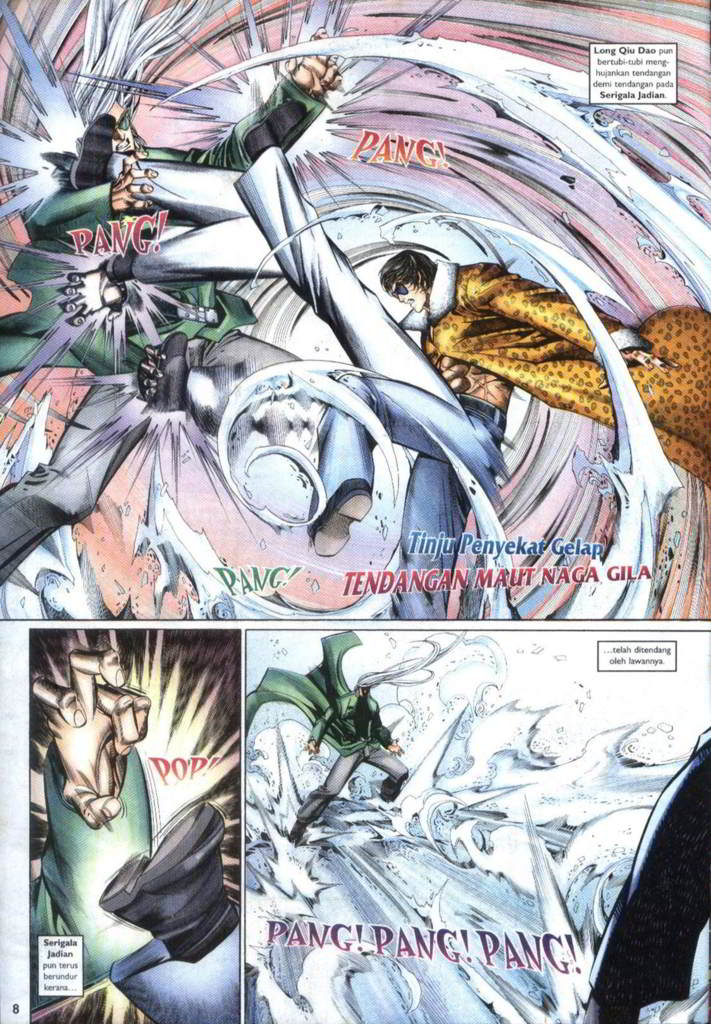 Long Qiu Dao pun
bertubi-tubi meng-
hujankan tendangan
demi tendangan pada
Serigala Jadian.
PANG!
PANG!
Tinju Penyekat Gelap
TENDANGAN MAUT NAGA GILA
PANG!
POP!
Serigala
Jadian
pun terus
berundur
kerana...
...telah ditendang
oleh lawannya.
PANG! PANG! PANG!
8